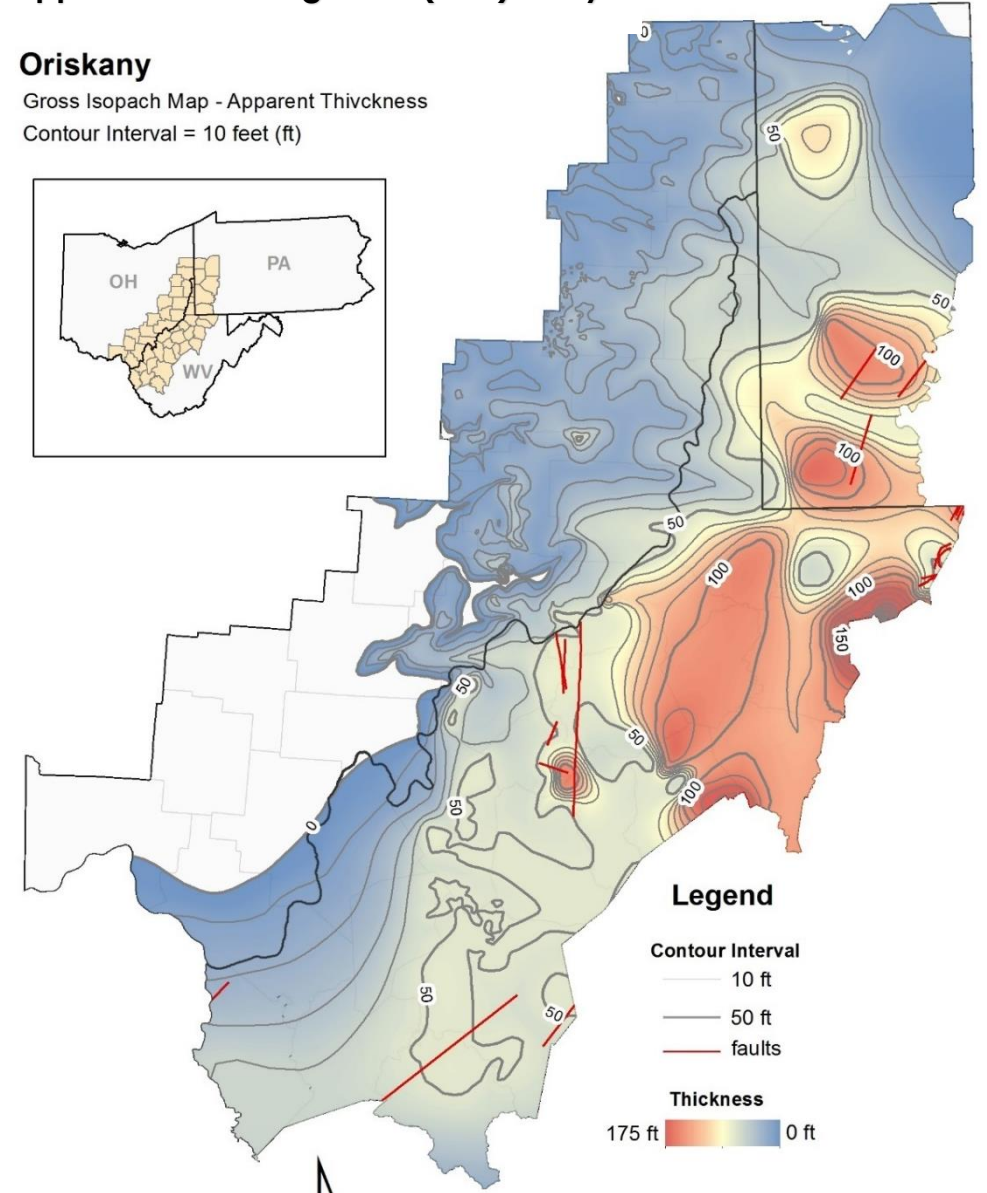 Oriskany
Gross Isopach Map - Apparent Thivckness
Contour Interval = 10 feet (ft)
OH
PA
WV
0
50
50
100
100
50
100
100
150
50
50
100
50
0
50
50
Legend
Contour Interval
10 ft
50 ft
faults
Thickness
175 ft
0 ft